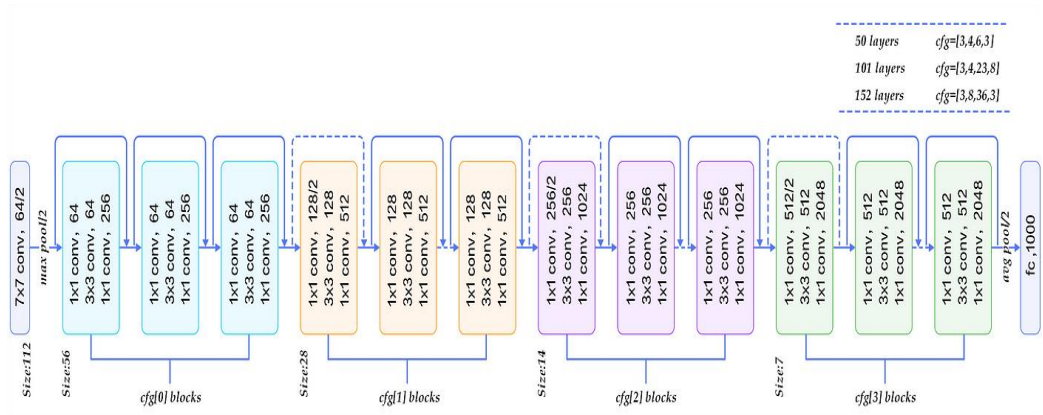 50 layers cfg=[3,4,6,3]
101 layers cfg=[3,4,23,8]
152 layers cfg=[3,8,36,3]
7×7 conv, 64/2
max pool/2
1x1 conv, 64
3x3 conv, 64
1x1 conv, 256
1x1 conv, 64
3x3 conv, 64
1x1 conv, 256
1x1 conv, 64
3x3 conv, 64
1x1 conv, 256
1x1 conv, 128/2
3x3 conv, 128
1x1 conv, 512
1x1 conv, 128
3x3 conv, 128
1x1 conv, 512
1x1 conv, 128
3x3 conv, 128
1x1 conv, 512
1x1 conv, 256/2
3x3 conv, 256
1x1 conv, 1024
1x1 conv, 256
3x3 conv, 256
1x1 conv, 1024
1x1 conv, 256
3x3 conv, 256
1x1 conv, 1024
1x1 conv, 512/2
3x3 conv, 512
1x1 conv, 2048
1x1 conv, 512
3x3 conv, 512
1x1 conv, 2048
1x1 conv, 512
3x3 conv, 512
1x1 conv, 2048
avg pool/2
fc ,1000
Size:112
Size:56
Size:28
Size:14
Size:7
cfg[0] blocks
cfg[1] blocks
cfg[2] blocks
cfg[3] blocks